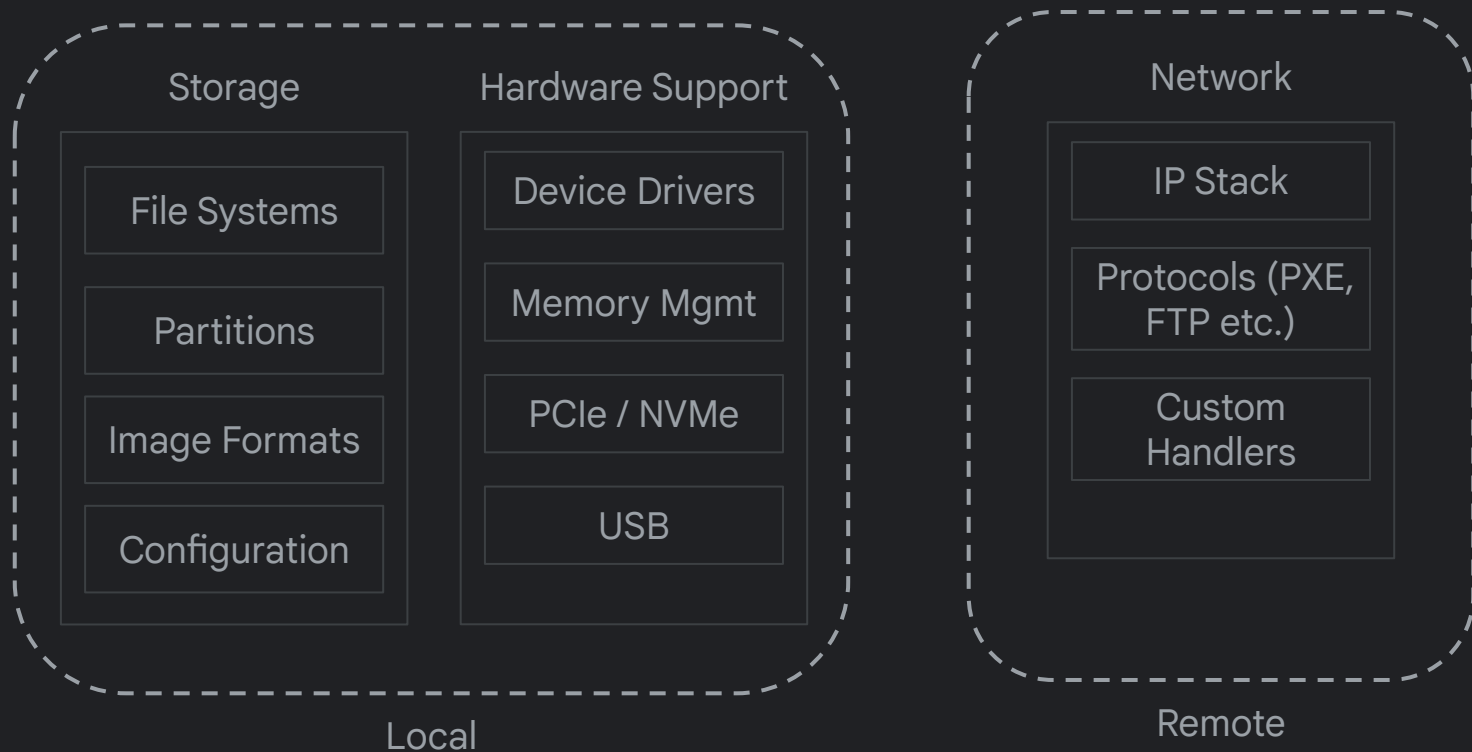 Storage
File Systems
Partitions
Image Formats
Configuration
Hardware Support
Device Drivers
Memory Mgmt
PCIe / NVMe
USB
Local
Network
IP Stack
Protocols (PXE,
FTP etc.)
Custom
Handlers
Remote